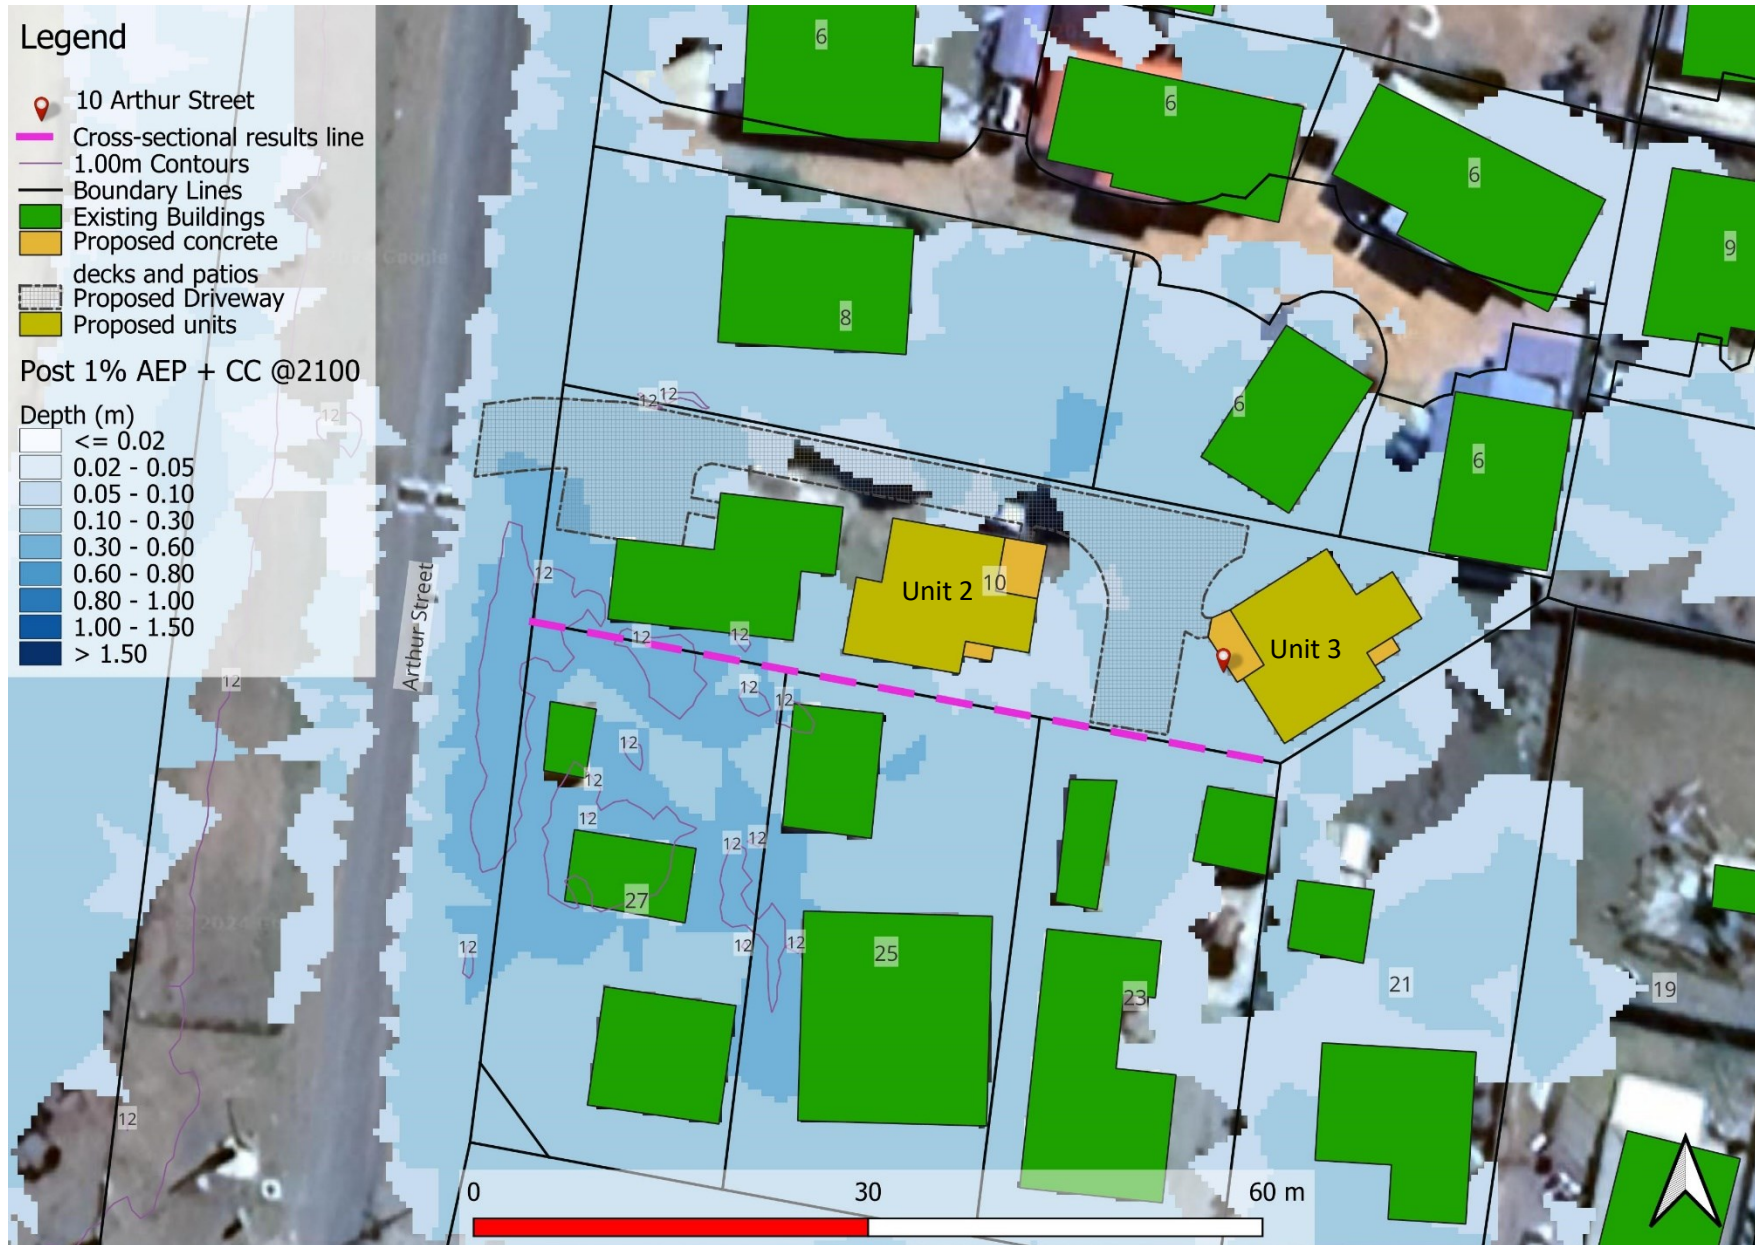 Legend
10 Arthur Street
Cross-sectional results line
1.00m Contours
Boundary Lines
Existing Buildings
Proposed concrete
decks and patios
Proposed Driveway
Proposed units
Post 1% AEP + CC @2100
Depth (m)
<= 0.02
0.02 - 0.05
0.05 - 0.10
0.10 - 0.30
0.30 - 0.60
0.60 - 0.80
0.80 - 1.00
1.00 - 1.50
> 1.50
6
6
6
9
Google
8
12
12
12
6
6
Arthur Street
12
10
Unit 2
12
12
Unit 3
12
12
12
12
12
12
12
12
27
12
12
12
25
2024
21
19
23
12
0
30
60 m